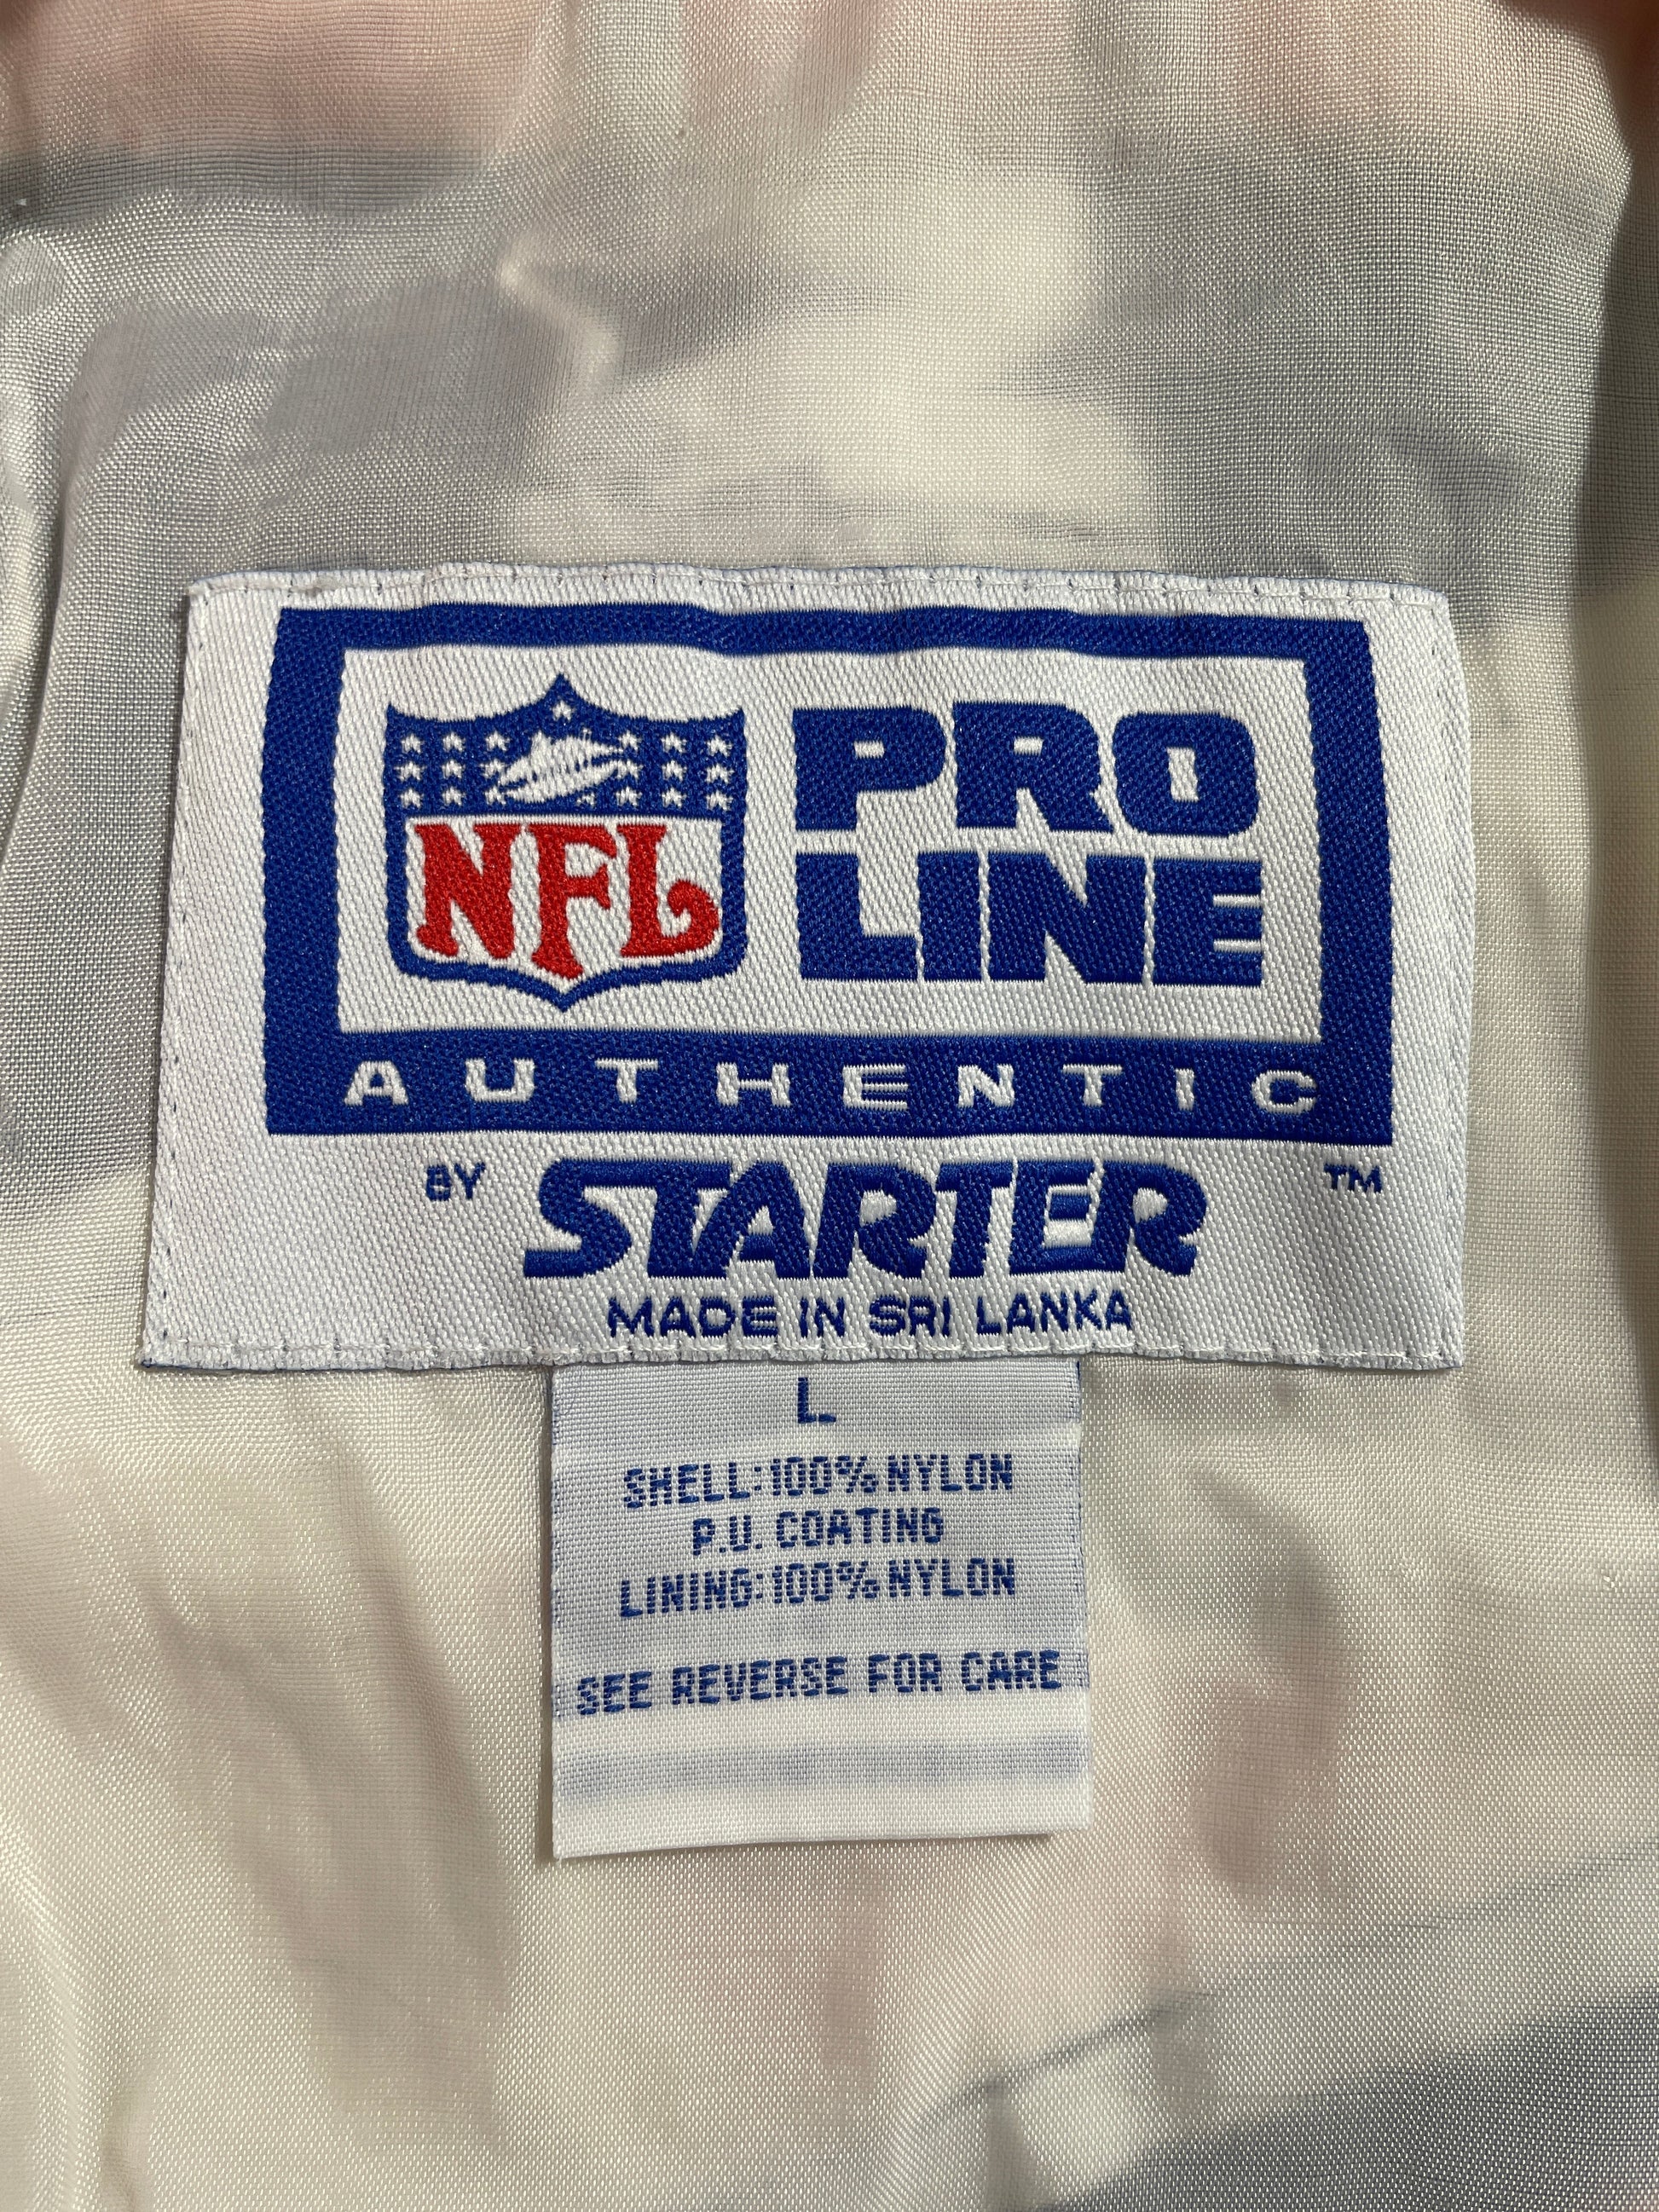 NFL
PRO
LINE
AUTHENTIC
BY STARTER TM
MADE IN SRI LANKA
L
SHELL:100% NYLON
P.U. COATING
LINING:100% NYLON
SEE REVERSE FOR CARE